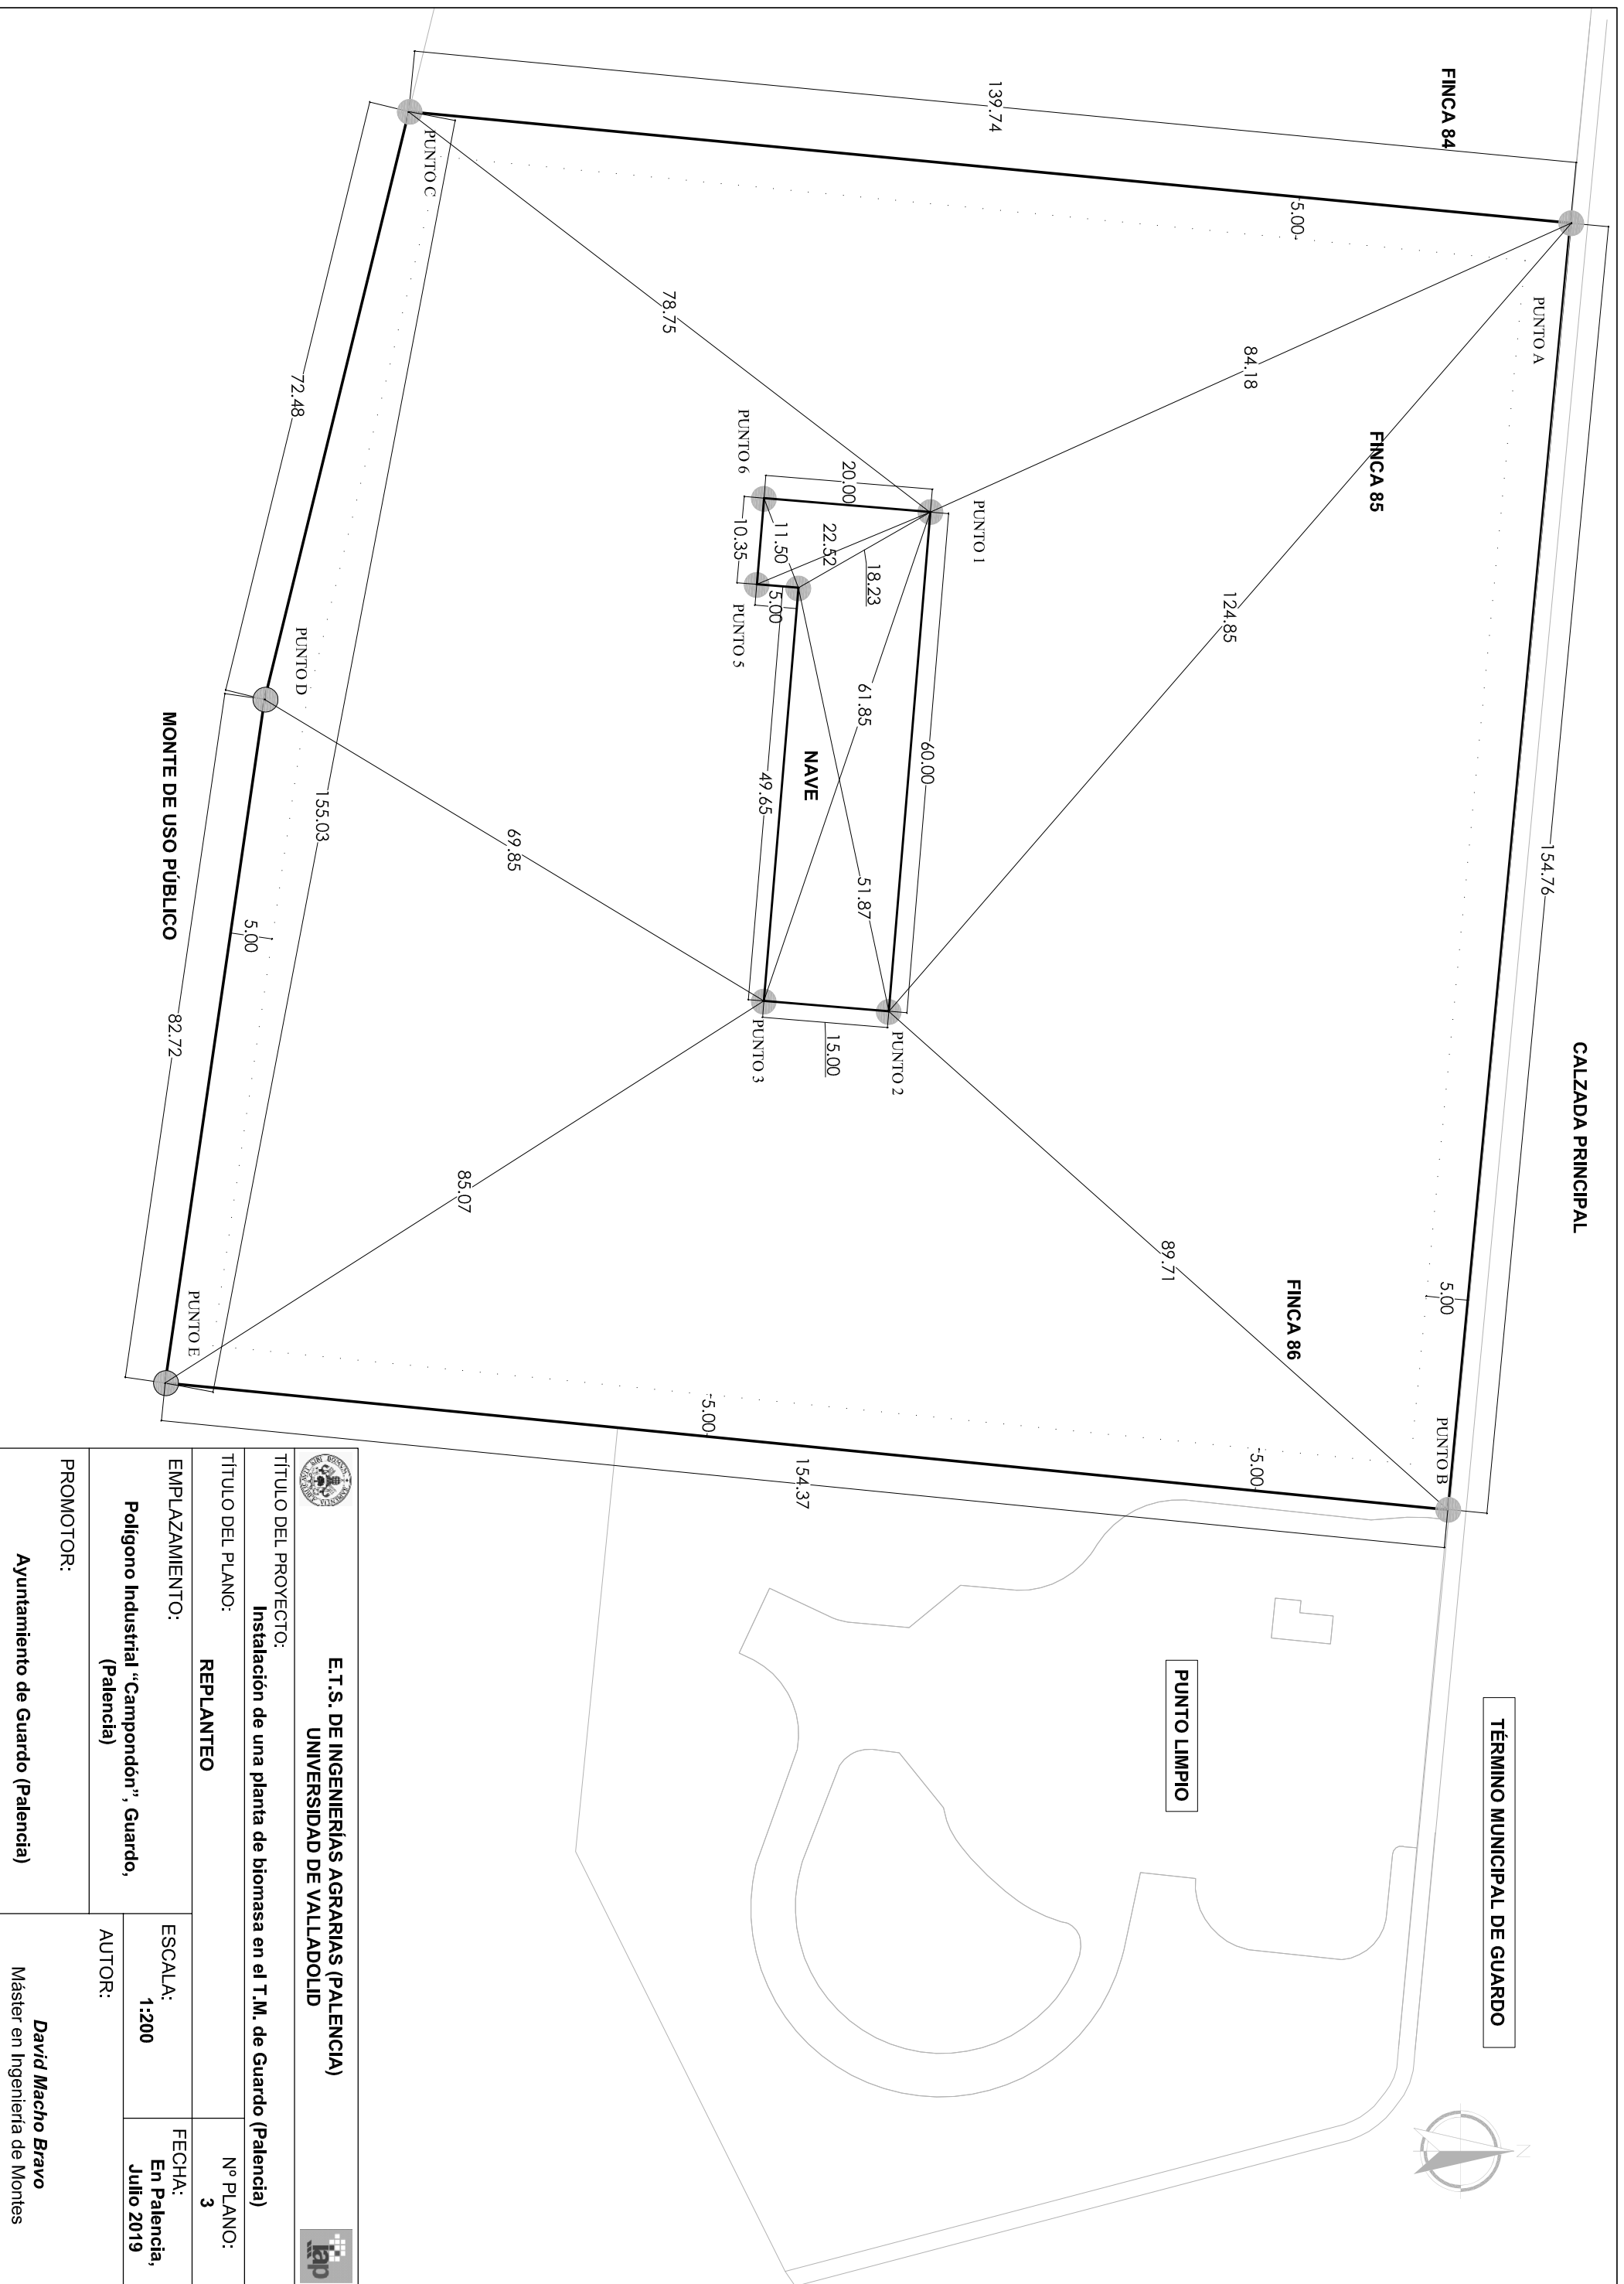 TÉRMINO MUNICIPAL DE GUARDO
CALZADA PRINCIPAL
N
FINCA 84
139.74
5.00
PUNTO A
154.76
5.00
PUNTO B
FINCA 85
FINCA 86
PUNTO LIMPIO
84.18
124.85
89.71
5.00
78.75
PUNTO C
PUNTO 1
60.00
PUNTO 2
20.00
18.23
22.52
11.50
61.85
51.87
15.00
NAVE
PUNTO 6
10.35
5.00
PUNTO 5
49.65
PUNTO 3
154.37
5.00
72.48
69.85
85.07
155.03
PUNTO D
5.00
PUNTO E
MONTE DE USO PÚBLICO
82.72
E.T.S. DE INGENIERÍAS AGRARIAS (PALENCIA)
UNIVERSIDAD DE VALLADOLID
iap
TÍTULO DEL PROYECTO:
Instalación de una planta de biomasa en el T.M. de Guardo (Palencia)
TÍTULO DEL PLANO:
REPLANTEO
Nº PLANO:
3
EMPLAZAMIENTO:
Polígono Industrial “Campondón”, Guardo,
(Palencia)
ESCALA:
1:200
FECHA:
En Palencia,
Julio 2019
PROMOTOR:
Ayuntamiento de Guardo (Palencia)
AUTOR:
David Macho Bravo
Máster en Ingeniería de Montes